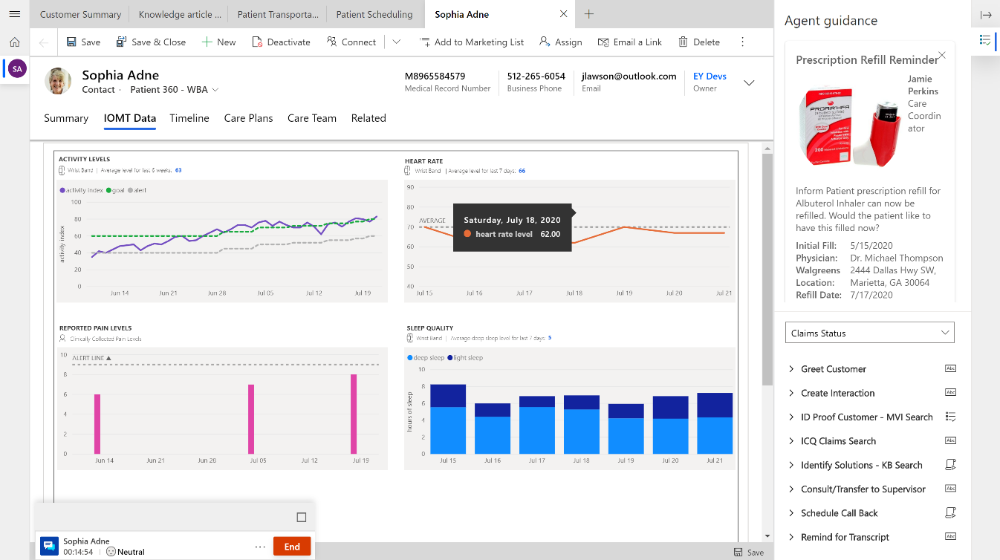 Customer Summary
Knowledge article ...
Patient Transporta...
Patient Scheduling
Sophia Adne
Save
Save & Close
New
Deactivate
Connect
Add to Marketing List
Assign
Email a Link
Delete
SA
Sophia Adne
Contact · Patient 360 - WBA
M8965584579
Medical Record Number
512-265-6054
Business Phone
jlawson@outlook.com
Email
EY Devs
Owner
Summary
IOMT Data
Timeline
Care Plans
Care Team
Related
ACTIVITY LEVELS
Wrist Band | Average level for last 6 weeks: 63
activity index goal alert
100
80
60
40
20
0
activity index
Jun 14 Jun 21 Jun 28 Jul 05 Jul 12 Jul 19
HEART RATE
Wrist Band | Average level for last 7 days: 66
90
80
70
60
50
40
AVERAGE
Saturday, July 18, 2020
heart rate level 62.00
Jul 15 Jul 16 Jul 17 Jul 18 Jul 19 Jul 20 Jul 21
REPORTED PAIN LEVELS
Clinically Collected Pain Levels
10
8
6
4
2
0
ALERT LINE ▲
Jun 14 Jun 21 Jun 28 Jul 05 Jul 12 Jul 19
SLEEP QUALITY
Wrist Band | Average deep sleep level for last 7 days: 5
deep sleep light sleep
10
8
6
4
2
0
hours of sleep
Jul 15 Jul 16 Jul 17 Jul 18 Jul 19 Jul 20 Jul 21
Sophia Adne
00:14:54 | Neutral
...
End
Save
Agent guidance
Prescription Refill Reminder
PROAIR HFA
200
Jamie
Perkins
Care
Coordin
ator
Inform Patient prescription refill for
Albuterol Inhaler can now be
refilled. Would the patient like to
have this filled now?
Initial Fill: 5/15/2020
Physician: Dr. Michael Thompson
Walgreens 2444 Dallas Hwy SW,
Location: Marietta, GA 30064
Refill Date: 7/17/2020
Claims Status
Greet Customer Abc
Create Interaction Abc
ID Proof Customer - MVI Search
ICQ Claims Search Abc
Identify Solutions - KB Search
Consult/Transfer to Supervisor Abc
Schedule Call Back
Remind for Transcript Abc